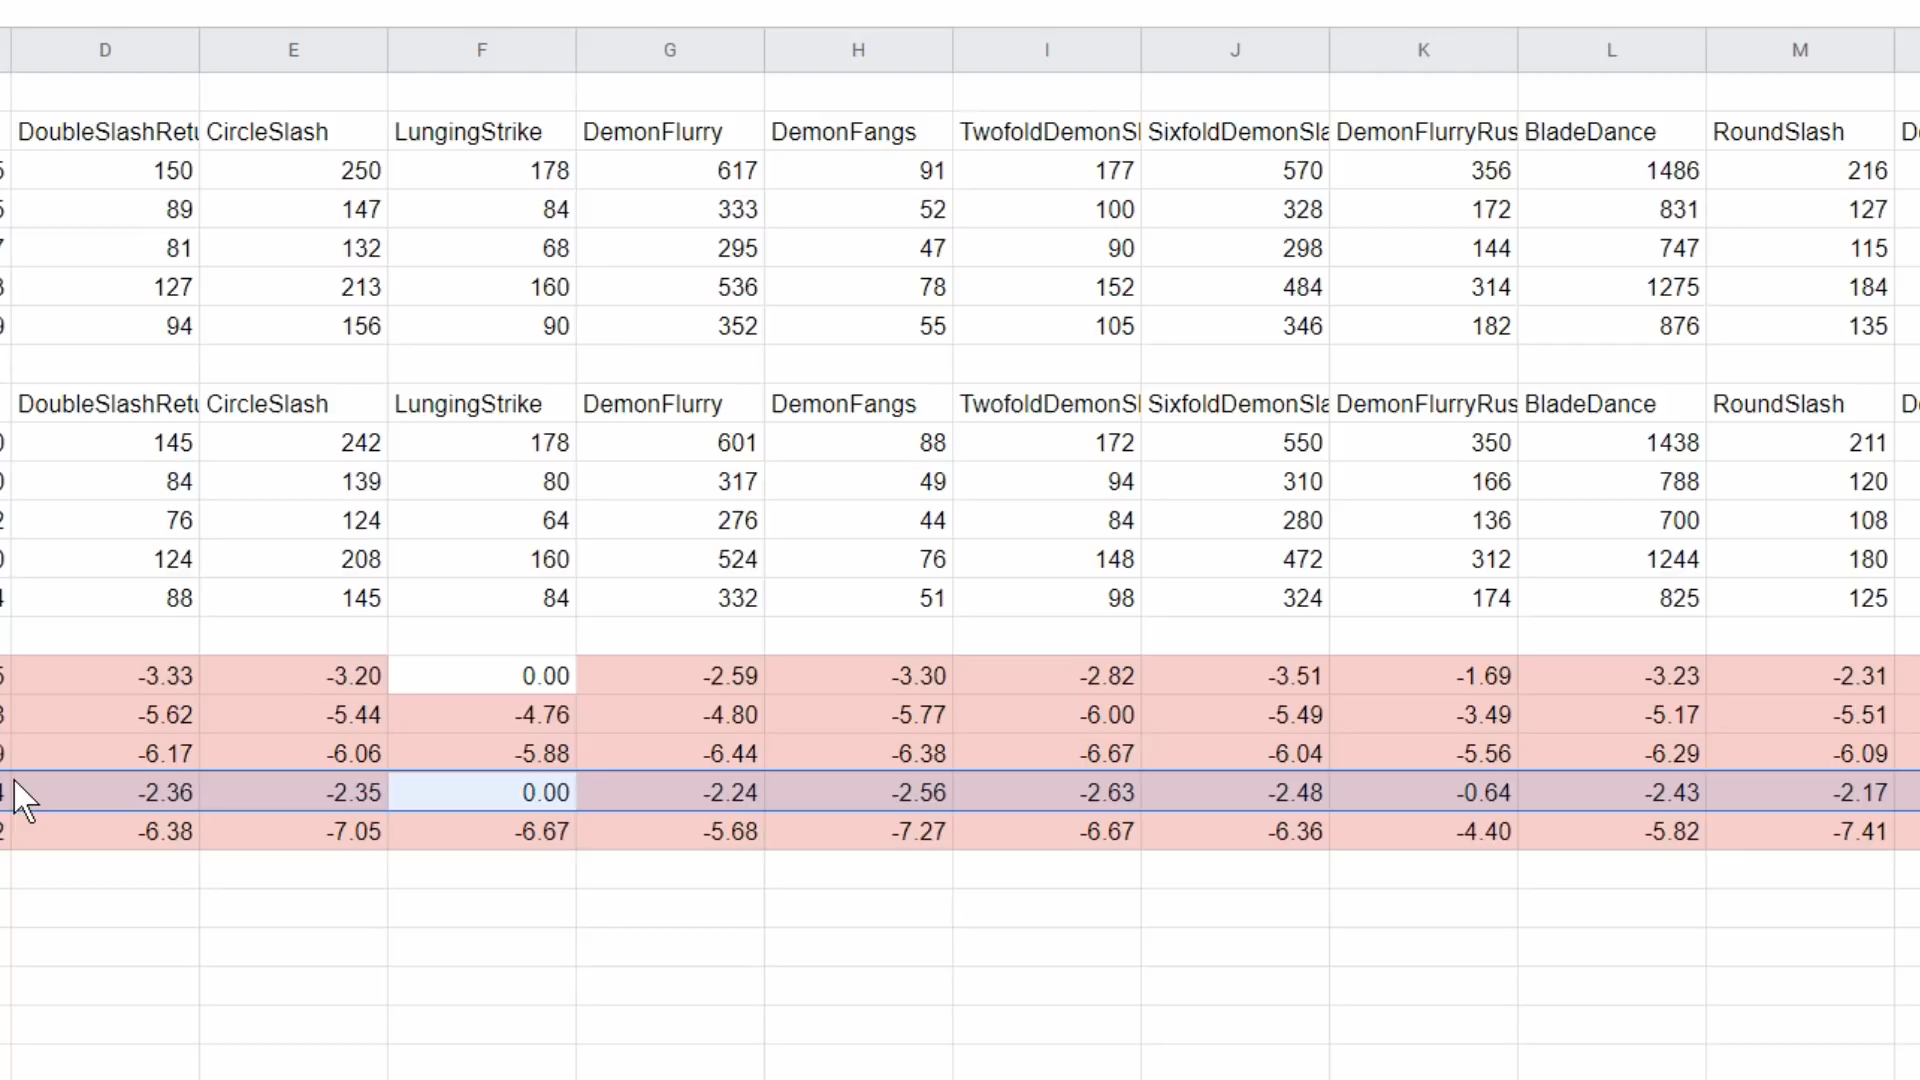 D E F G H I J K L M
DoubleSlashRetu CircleSlash LungingStrike DemonFlurry DemonFangs TwofoldDemonSl SixfoldDemonSla DemonFlurryRus BladeDance RoundSlash
150 250 178 617 91 177 570 356 1486 216
89 147 84 333 52 100 328 172 831 127
81 132 68 295 47 90 298 144 747 115
127 213 160 536 78 152 484 314 1275 184
94 156 90 352 55 105 346 182 876 135
DoubleSlashRetu CircleSlash LungingStrike DemonFlurry DemonFangs TwofoldDemonSl SixfoldDemonSla DemonFlurryRus BladeDance RoundSlash
145 242 178 601 88 172 550 350 1438 211
84 139 80 317 49 94 310 166 788 120
76 124 64 276 44 84 280 136 700 108
124 208 160 524 76 148 472 312 1244 180
88 145 84 332 51 98 324 174 825 125
-3.33 -3.20 0.00 -2.59 -3.30 -2.82 -3.51 -1.69 -3.23 -2.31
-5.62 -5.44 -4.76 -4.80 -5.77 -6.00 -5.49 -3.49 -5.17 -5.51
-6.17 -6.06 -5.88 -6.44 -6.38 -6.67 -6.04 -5.56 -6.29 -6.09
-2.36 -2.35 0.00 -2.24 -2.56 -2.63 -2.48 -0.64 -2.43 -2.17
-6.38 -7.05 -6.67 -5.68 -7.27 -6.67 -6.36 -4.40 -5.82 -7.41